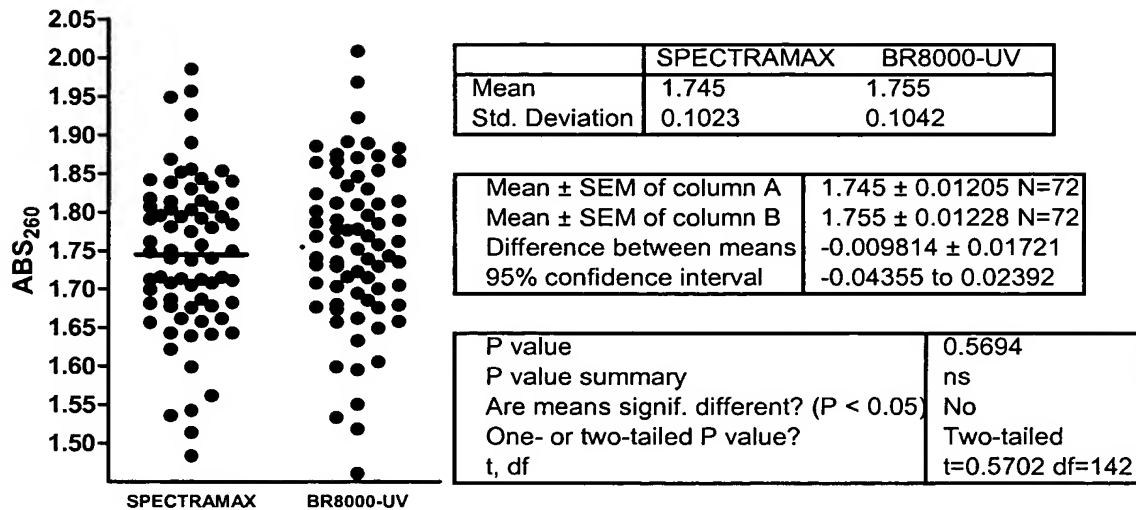 2.05
2.00
1.95
1.90
1.85
1.80
1.75
1.70
1.65
1.60
1.55
1.50
ABS260
SPECTRAMAX BR8000-UV
SPECTRAMAX BR8000-UV
Mean 1.745 1.755
Std. Deviation 0.1023 0.1042
Mean ± SEM of column A 1.745 ± 0.01205 N=72
Mean ± SEM of column B 1.755 ± 0.01228 N=72
Difference between means -0.009814 ± 0.01721
95% confidence interval -0.04355 to 0.02392
P value 0.5694
P value summary ns
Are means signif. different? (P < 0.05) No
One- or two-tailed P value? Two-tailed
t, df t=0.5702 df=142